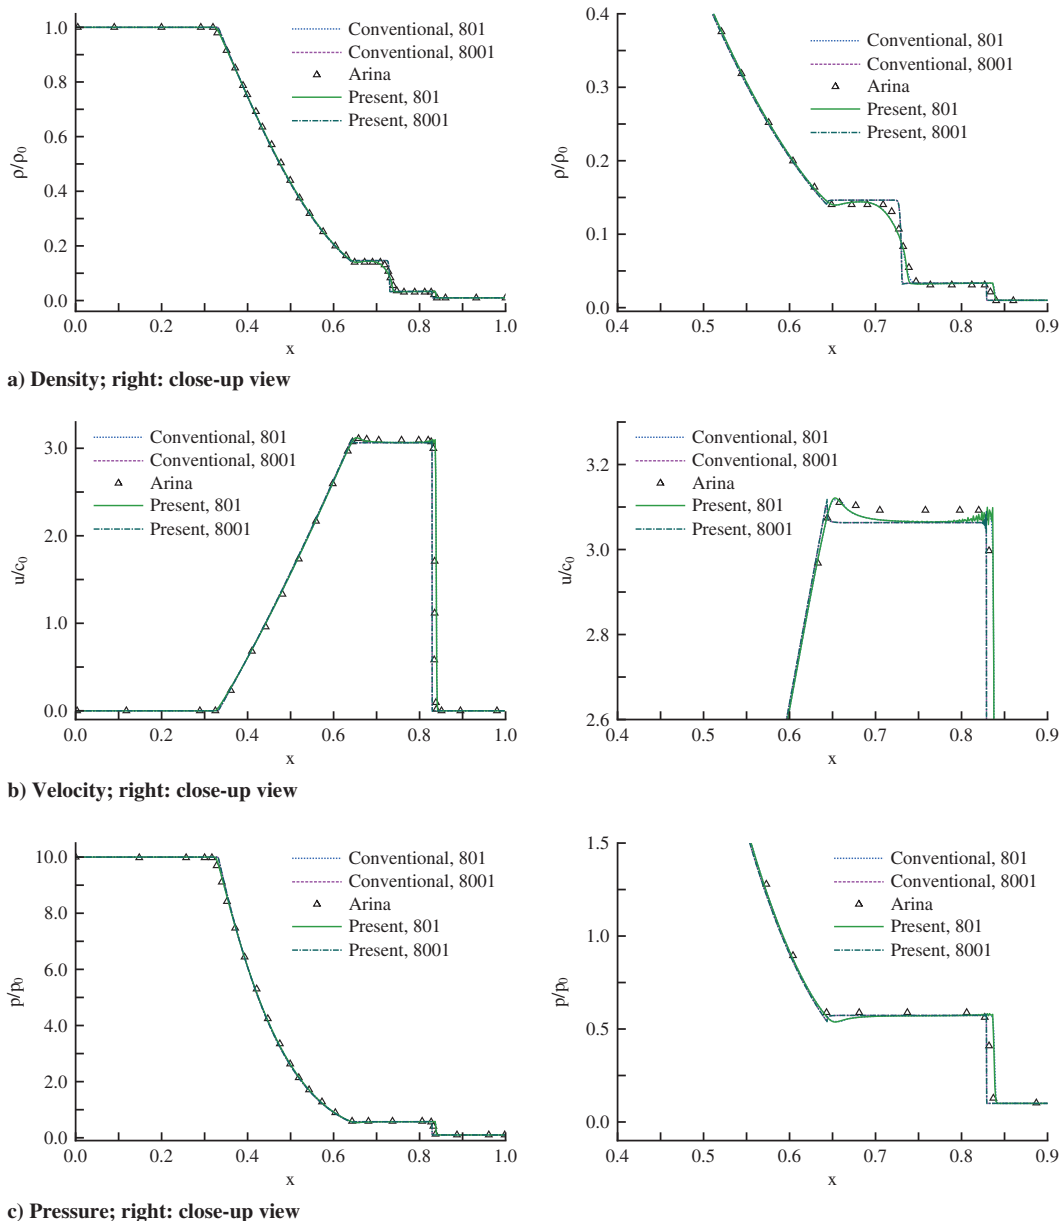 1.0
0.8
0.6
0.4
0.2
0.0
ρ/ρ0
0.0 0.2 0.4 0.6 0.8 1.0
x
Conventional, 801
Conventional, 8001
Arina
Present, 801
Present, 8001
0.4
0.3
0.2
0.1
0.0
ρ/ρ0
0.4 0.5 0.6 0.7 0.8 0.9
x
Conventional, 801
Conventional, 8001
Arina
Present, 801
Present, 8001
a) Density; right: close-up view
3.0
2.0
1.0
0.0
u/c0
0.0 0.2 0.4 0.6 0.8 1.0
x
Conventional, 801
Conventional, 8001
Arina
Present, 801
Present, 8001
3.2
3.0
2.8
2.6
u/c0
0.4 0.5 0.6 0.7 0.8 0.9
x
Conventional, 801
Conventional, 8001
Arina
Present, 801
Present, 8001
b) Velocity; right: close-up view
10.0
8.0
6.0
4.0
2.0
0.0
p/p0
0.0 0.2 0.4 0.6 0.8 1.0
x
Conventional, 801
Conventional, 8001
Arina
Present, 801
Present, 8001
1.5
1.0
0.5
0.0
p/p0
0.4 0.5 0.6 0.7 0.8 0.9
x
Conventional, 801
Conventional, 8001
Arina
Present, 801
Present, 8001
c) Pressure; right: close-up view